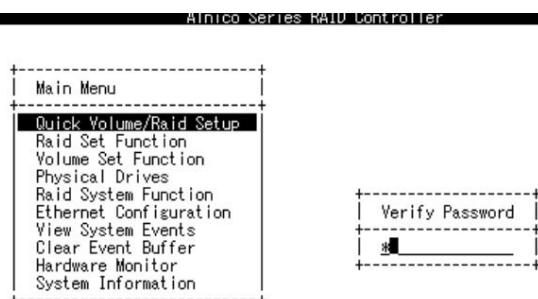 Alnico Series RAID Controller
Main Menu
Quick Volume/Raid Setup
Raid Set Function
Volume Set Function
Physical Drives
Raid System Function
Ethernet Configuration
View System Events
Clear Event Buffer
Hardware Monitor
System Information
Verify Password
*